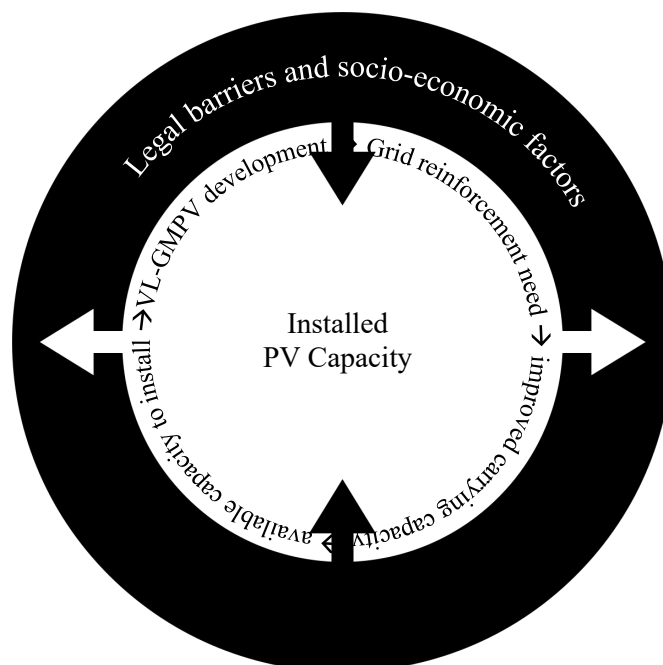 Legal barriers and socio-economic factors
VL-GMPV development → Grid reinforcement need → improved carrying capacity → available capacity to install →
Installed
PV Capacity